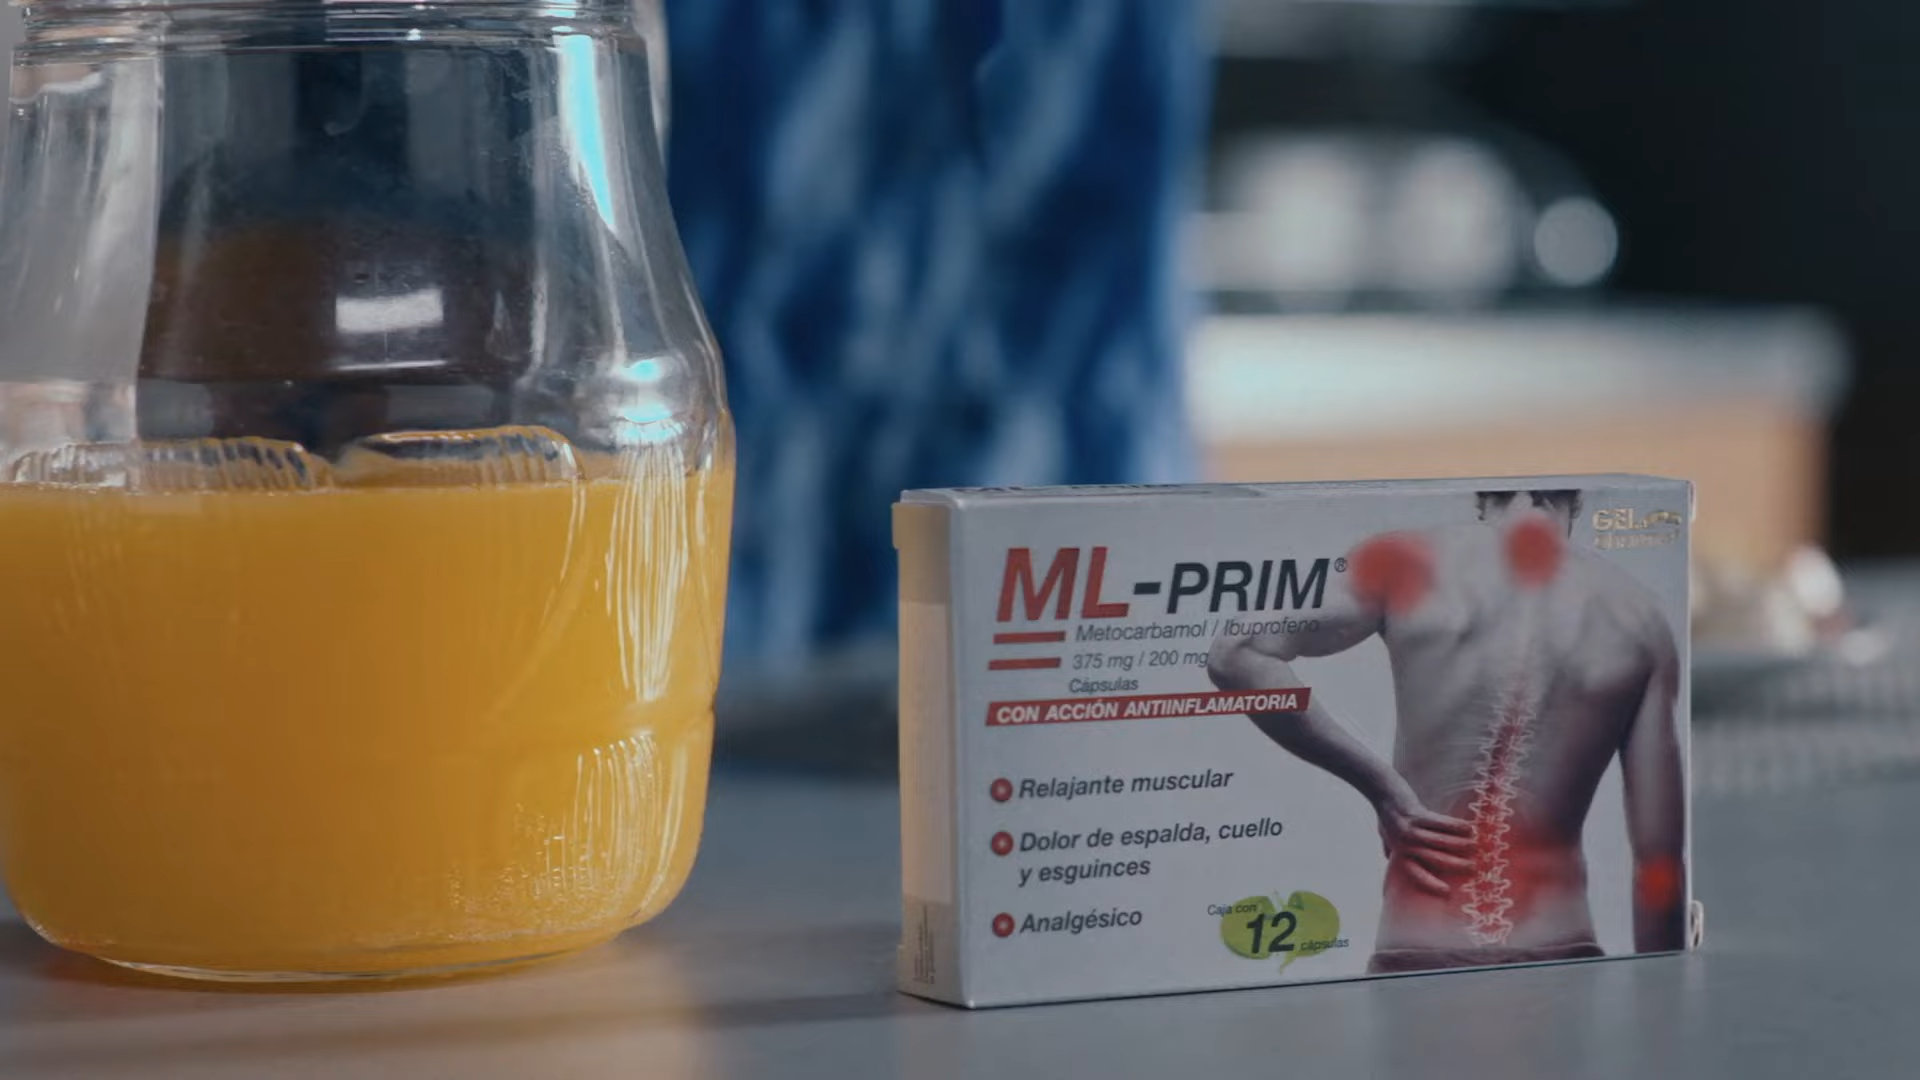 ML-PRIM®
Metocarbamol / Ibuprofeno
375 mg / 200 mg
Cápsulas
CON ACCIÓN ANTIINFLAMATORIA
Relajante muscular
Dolor de espalda, cuello
y esguinces
Analgésico
Caja con
12 cápsulas
GEL